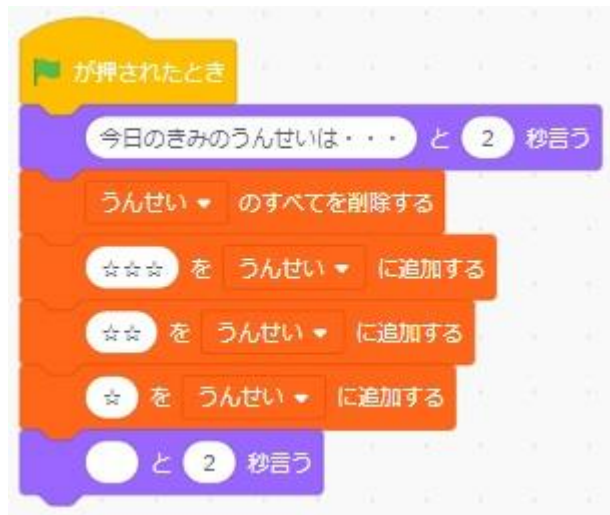 が押されたとき
今日のきみのうんせいは・・・ と 2 秒言う
うんせい のすべてを削除する
☆☆☆ を うんせい に追加する
☆☆ を うんせい に追加する
☆ を うんせい に追加する
と 2 秒言う